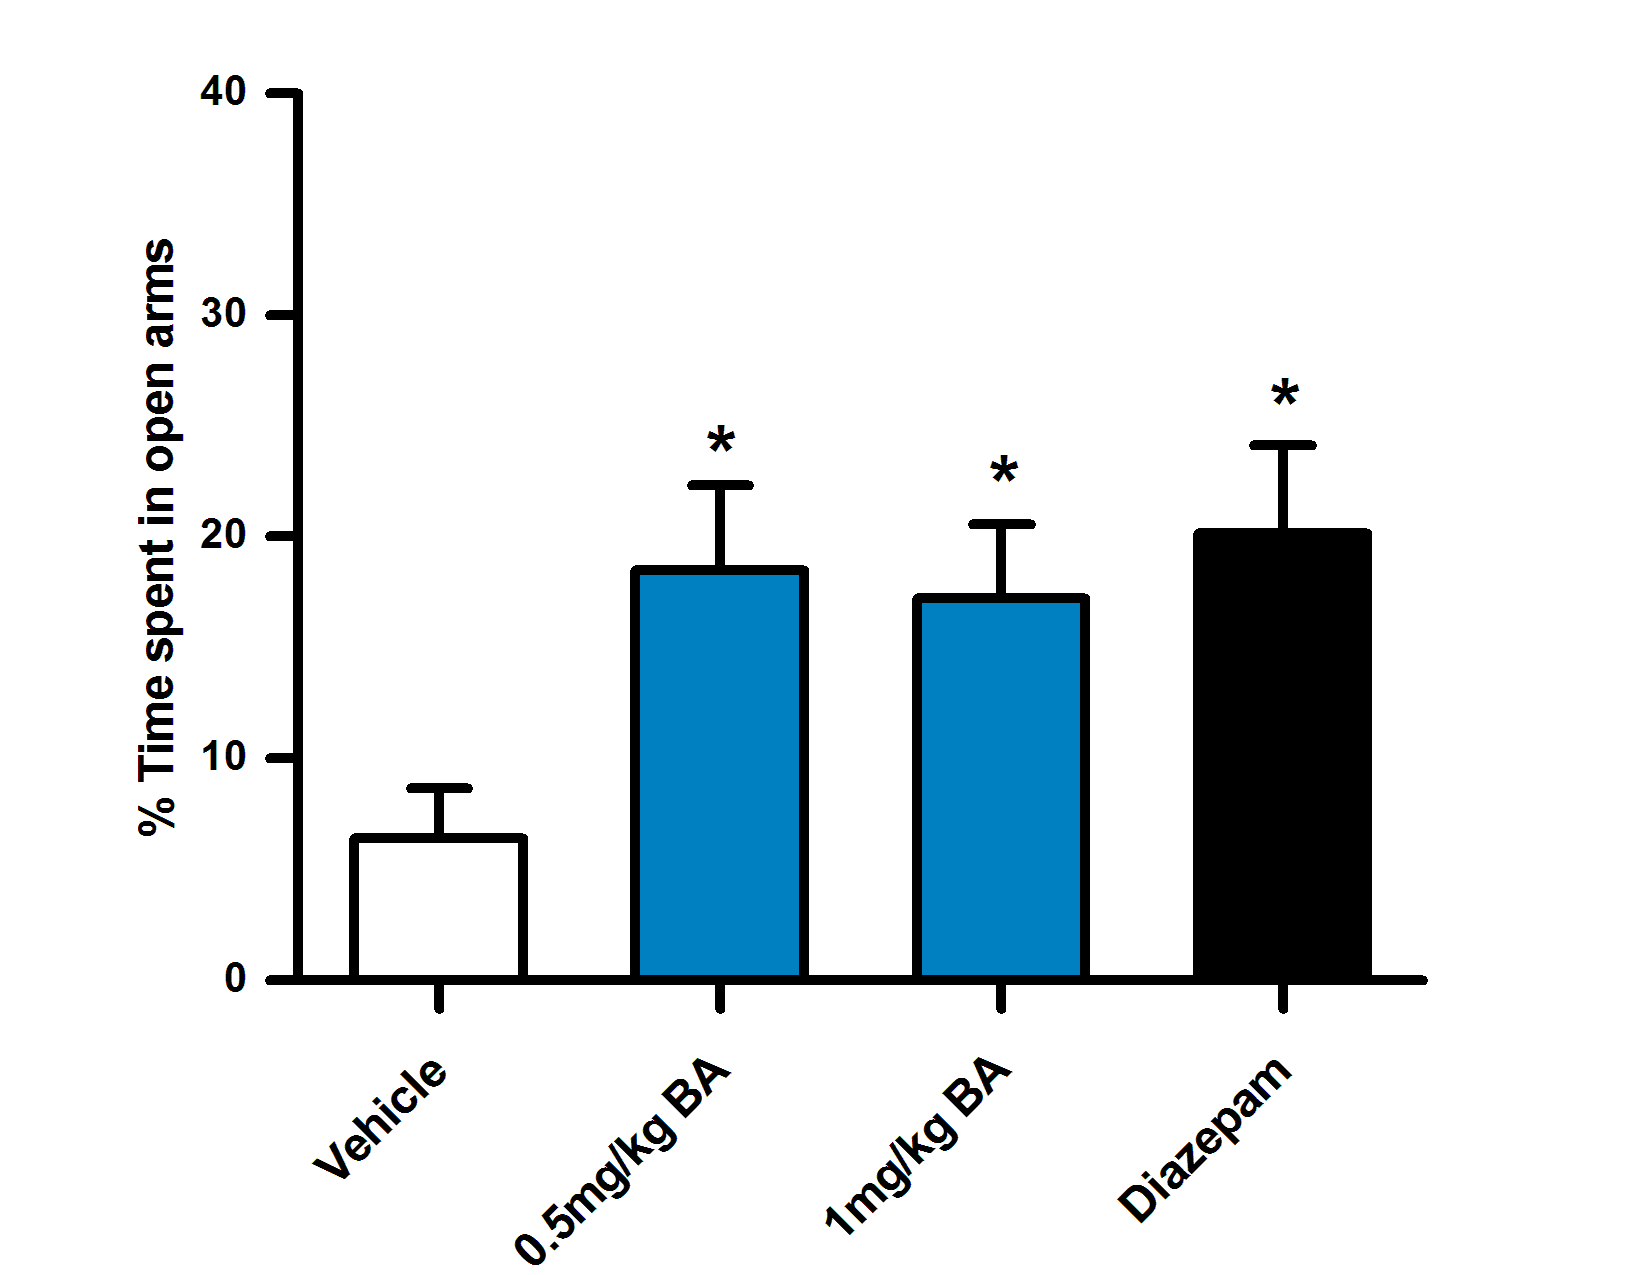 % Time spent in open arms
40
30
20
10
0
*
*
*
Vehicle
0.5mg/kg BA
1mg/kg BA
Diazepam